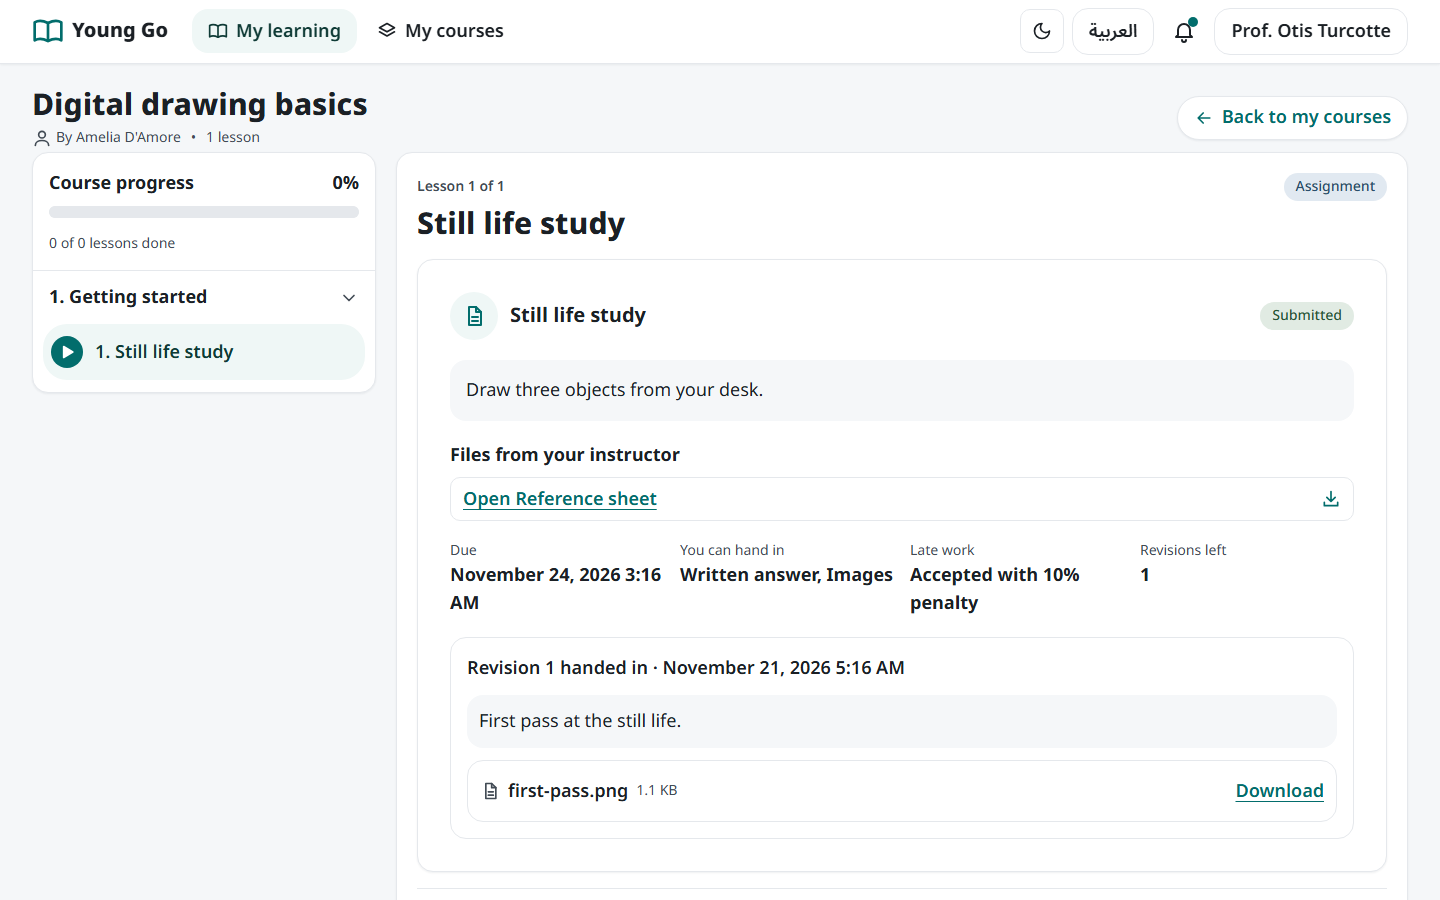 Young Go
My learning
My courses
العربية
Prof. Otis Turcotte
Digital drawing basics
By Amelia D'Amore • 1 lesson
Back to my courses
Course progress 0%
0 of 0 lessons done
1. Getting started
1. Still life study
Lesson 1 of 1
Assignment
Still life study
Still life study
Submitted
Draw three objects from your desk.
Files from your instructor
Open Reference sheet
Due
November 24, 2026 3:16
AM
You can hand in
Written answer, Images
Late work
Accepted with 10%
penalty
Revisions left
1
Revision 1 handed in · November 21, 2026 5:16 AM
First pass at the still life.
first-pass.png 1.1 KB
Download